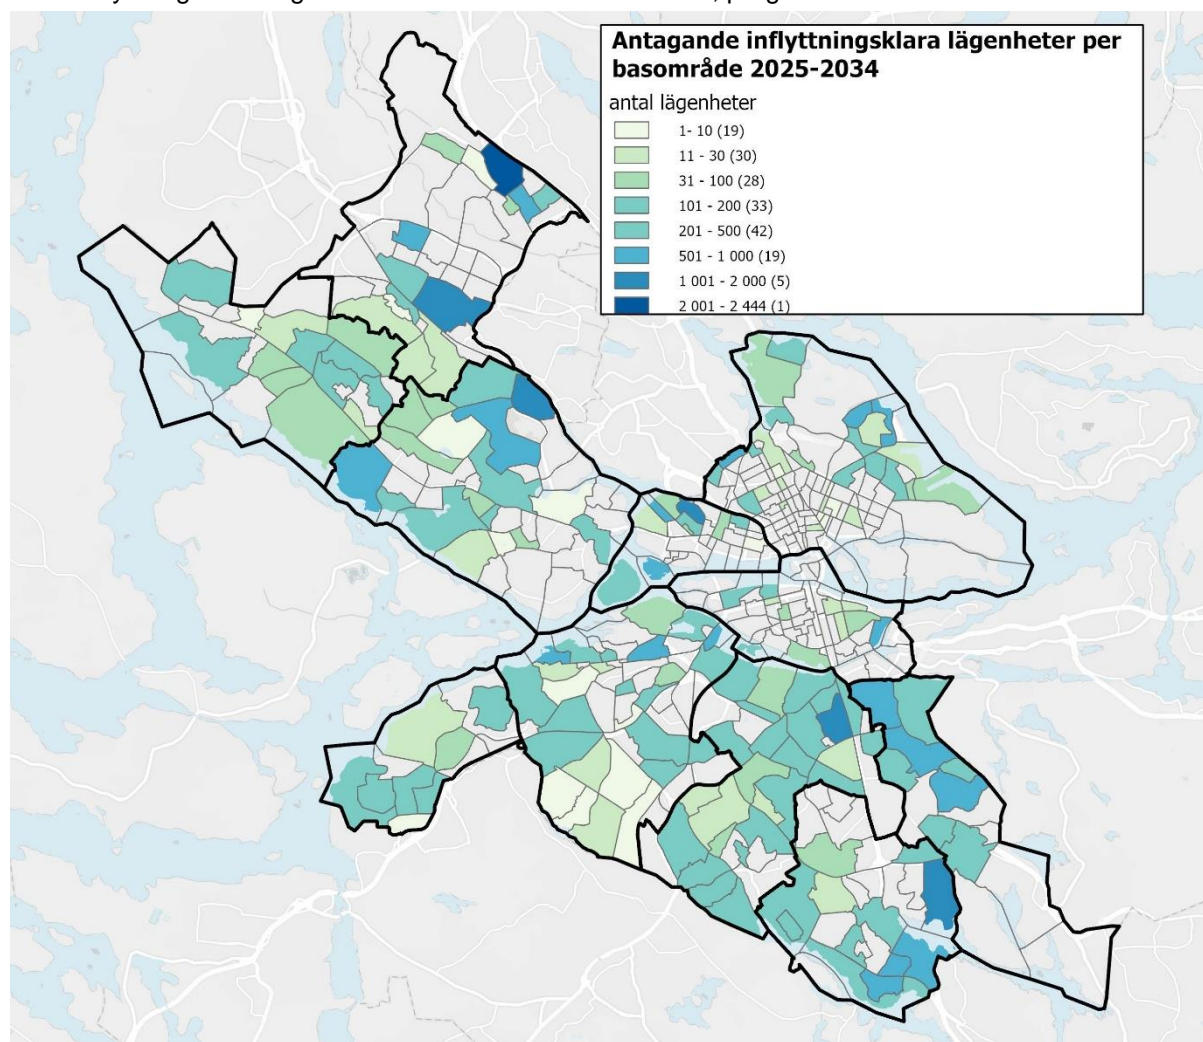 Antagande inflyttningsklara lägenheter per
basområde 2025-2034
antal lägenheter
1- 10 (19)
11 - 30 (30)
31 - 100 (28)
101 - 200 (33)
201 - 500 (42)
501 - 1 000 (19)
1 001 - 2 000 (5)
2 001 - 2 444 (1)